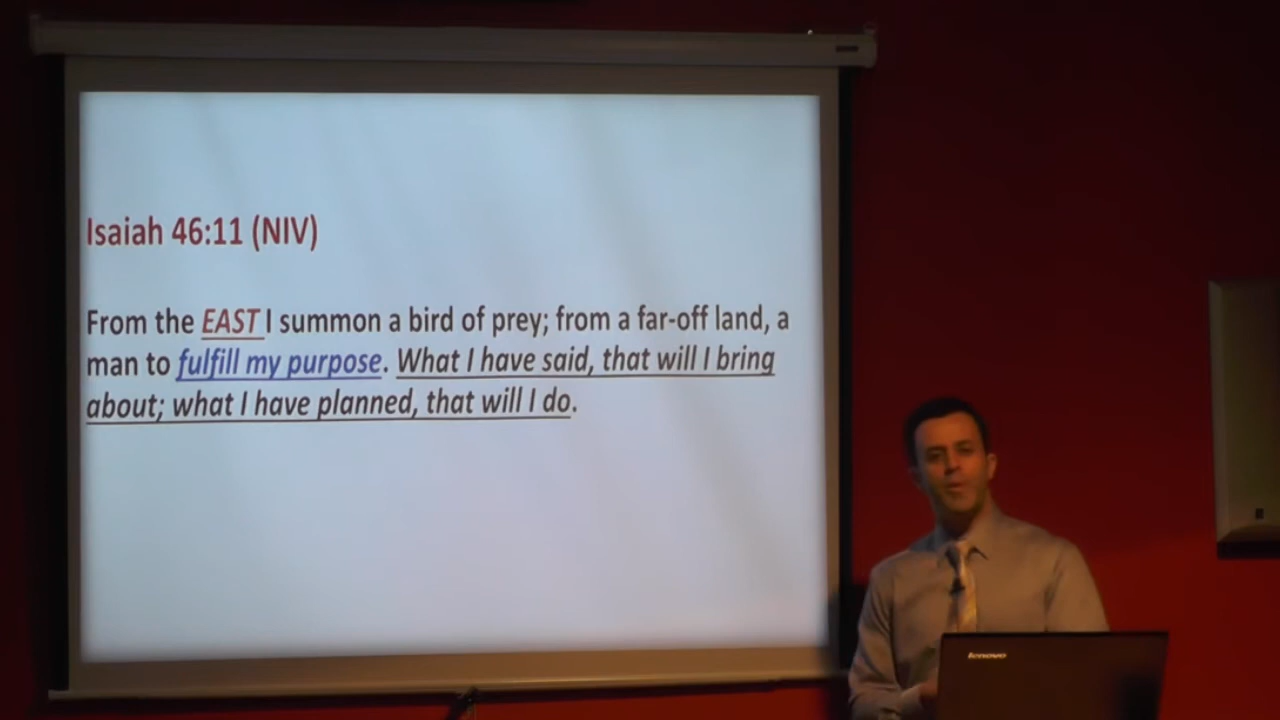 Isaiah 46:11 (NIV)
From the EAST I summon a bird of prey; from a far-off land, a
man to fulfill my purpose. What I have said, that will I bring
about; what I have planned, that will I do.
lenovo